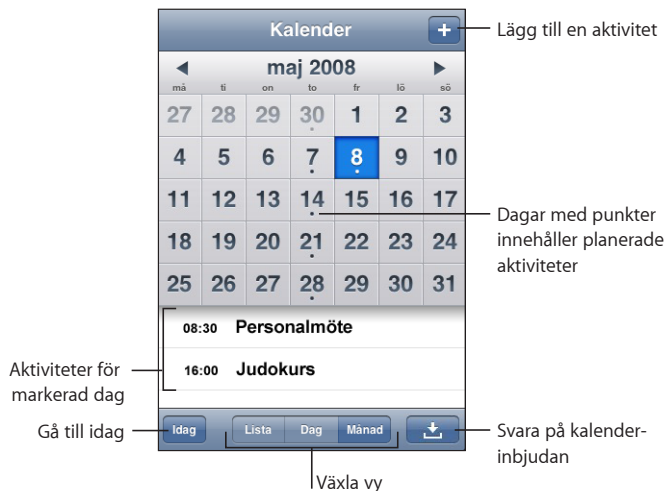 Kalender
Lägg till en aktivitet
maj 2008
må ti on to fr lö sö
27 28 29 30 1 2 3
4 5 6 7 8 9 10
11 12 13 14 15 16 17
18 19 20 21 22 23 24
25 26 27 28 29 30 31
Dagar med punkter
innehåller planerade
aktiviteter
08:30 Personalmöte
16:00 Judokurs
Aktiviteter för
markerad dag
Gå till idag
Idag
Lista Dag Månad
Svara på kalender-
inbjudan
Växla vy